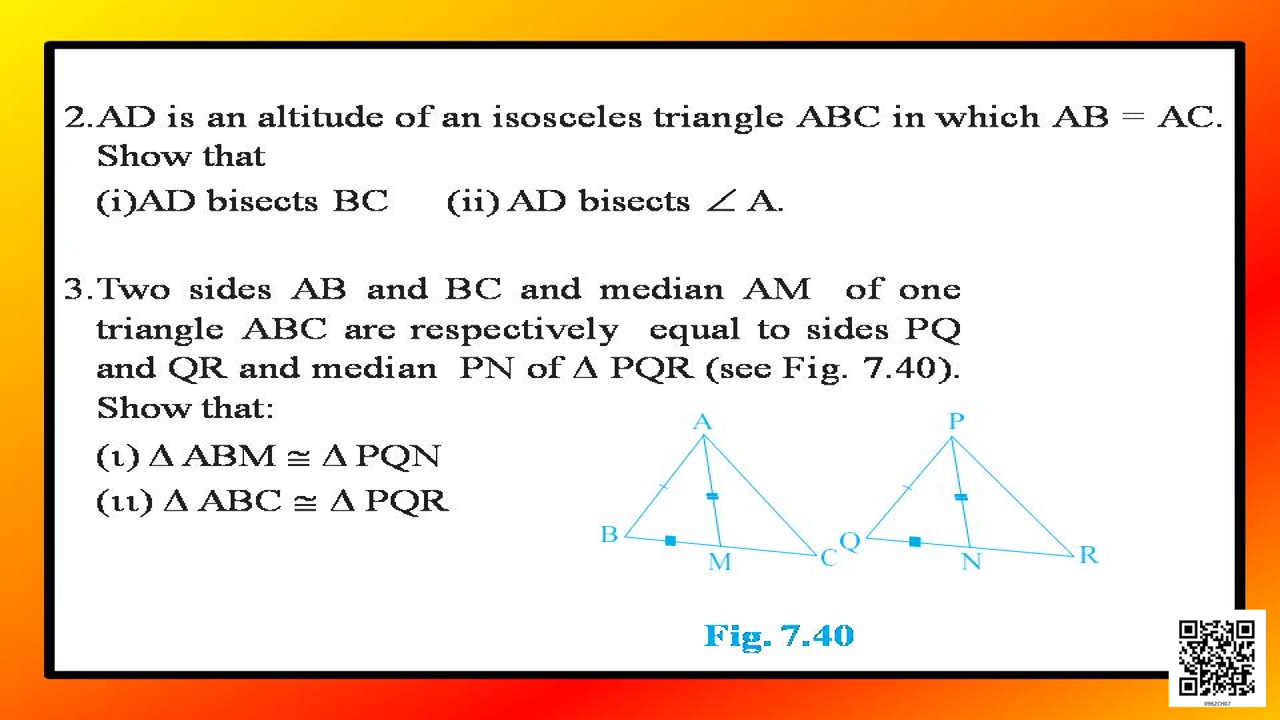 2.AD is an altitude of an isosceles triangle ABC in which AB = AC.
Show that
(i)AD bisects BC (ii) AD bisects ∠ A.
3.Two sides AB and BC and median AM of one
triangle ABC are respectively equal to sides PQ
and QR and median PN of Δ PQR (see Fig. 7.40).
Show that:
(ι) Δ ABM ≅ Δ PQN
(ιι) Δ ABC ≅ Δ PQR
A P
B M C Q N R
Fig. 7.40
0962CH07